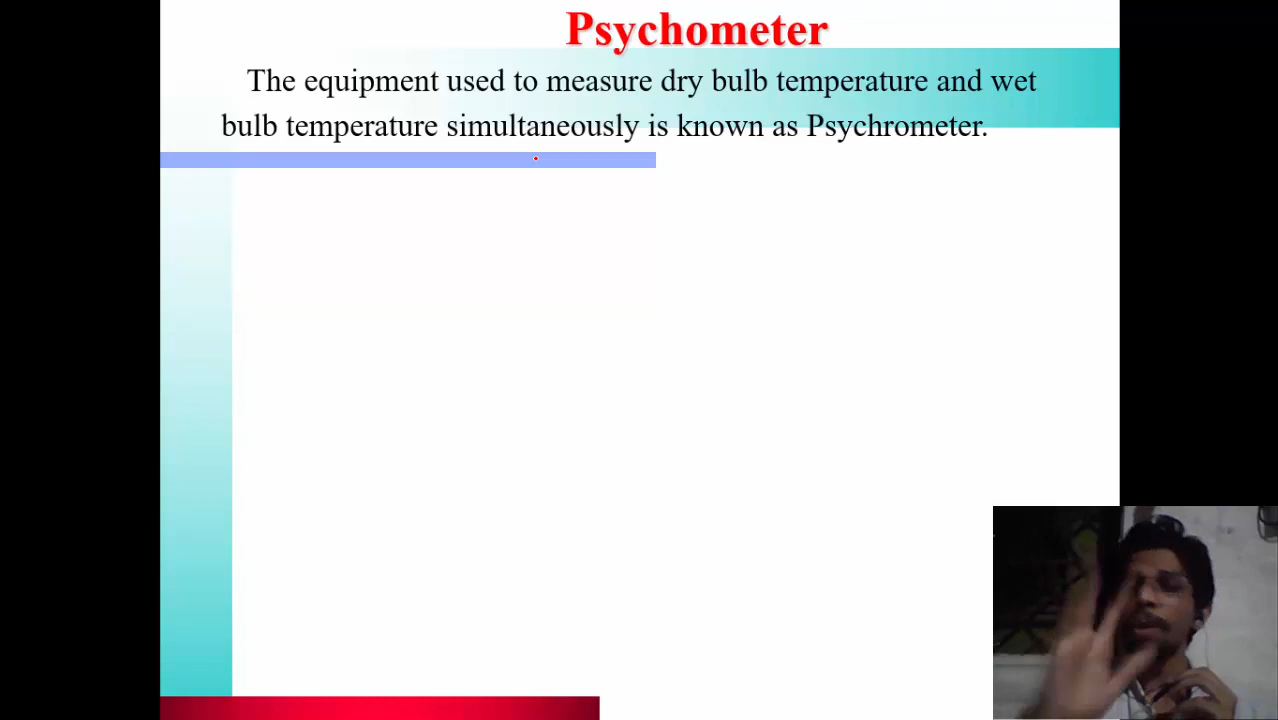 Psychometer
The equipment used to measure dry bulb temperature and wet
bulb temperature simultaneously is known as Psychrometer.